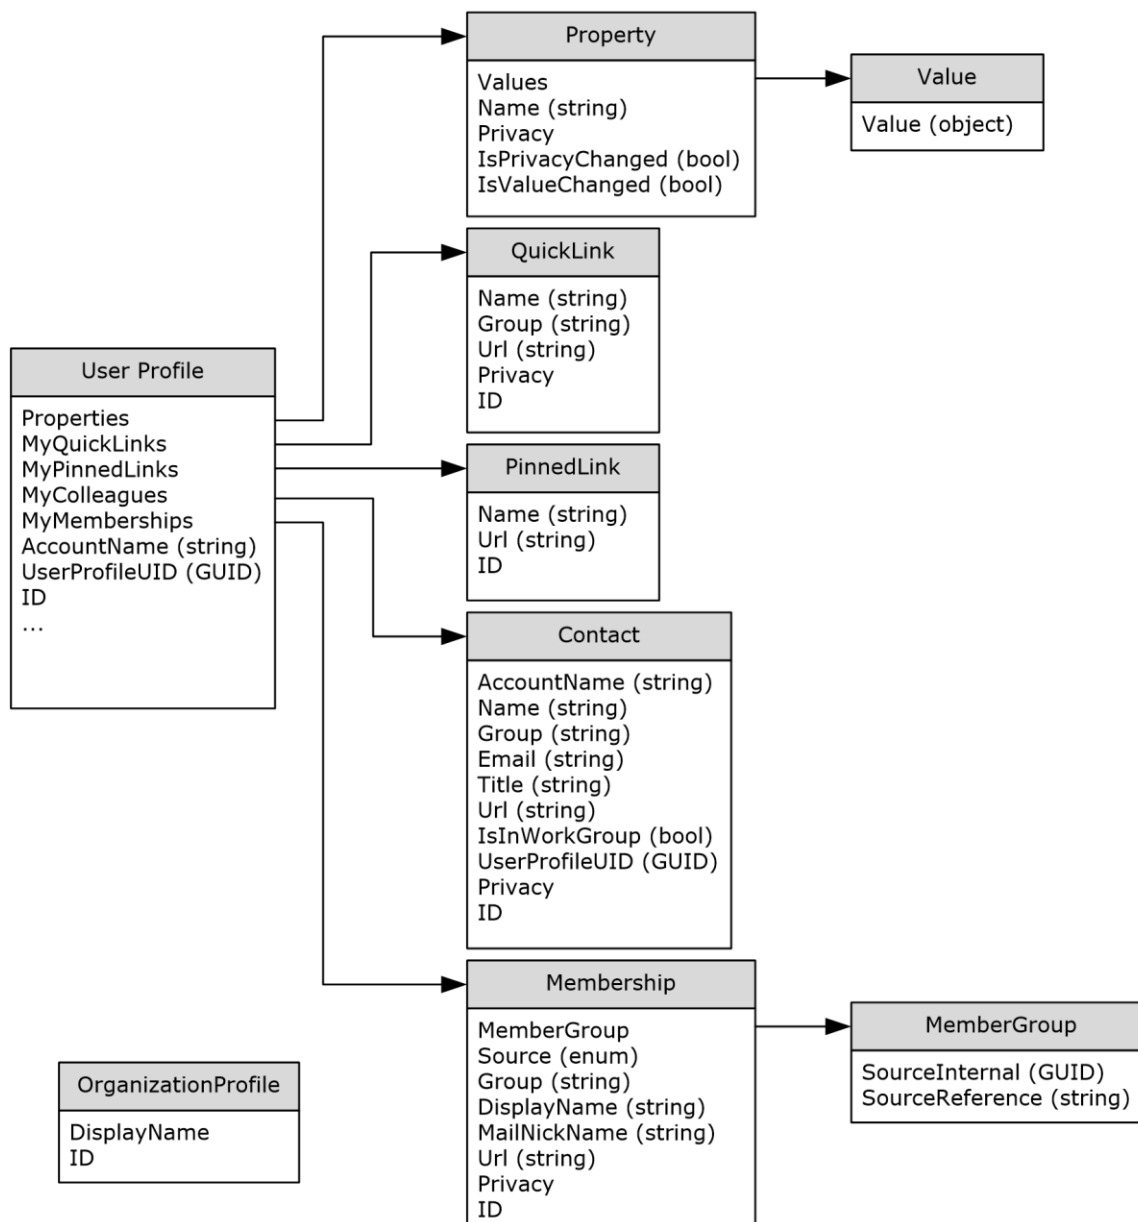 Property
Values
Name (string)
Privacy
IsPrivacyChanged (bool)
IsValueChanged (bool)
Value
Value (object)
QuickLink
Name (string)
Group (string)
Url (string)
Privacy
ID
User Profile
Properties
MyQuickLinks
MyPinnedLinks
MyColleagues
MyMemberships
AccountName (string)
UserProfileUID (GUID)
ID
...
PinnedLink
Name (string)
Url (string)
ID
Contact
AccountName (string)
Name (string)
Group (string)
Email (string)
Title (string)
Url (string)
IsInWorkGroup (bool)
UserProfileUID (GUID)
Privacy
ID
Membership
MemberGroup
Source (enum)
Group (string)
DisplayName (string)
MailNickName (string)
Url (string)
Privacy
ID
MemberGroup
SourceInternal (GUID)
SourceReference (string)
OrganizationProfile
DisplayName
ID